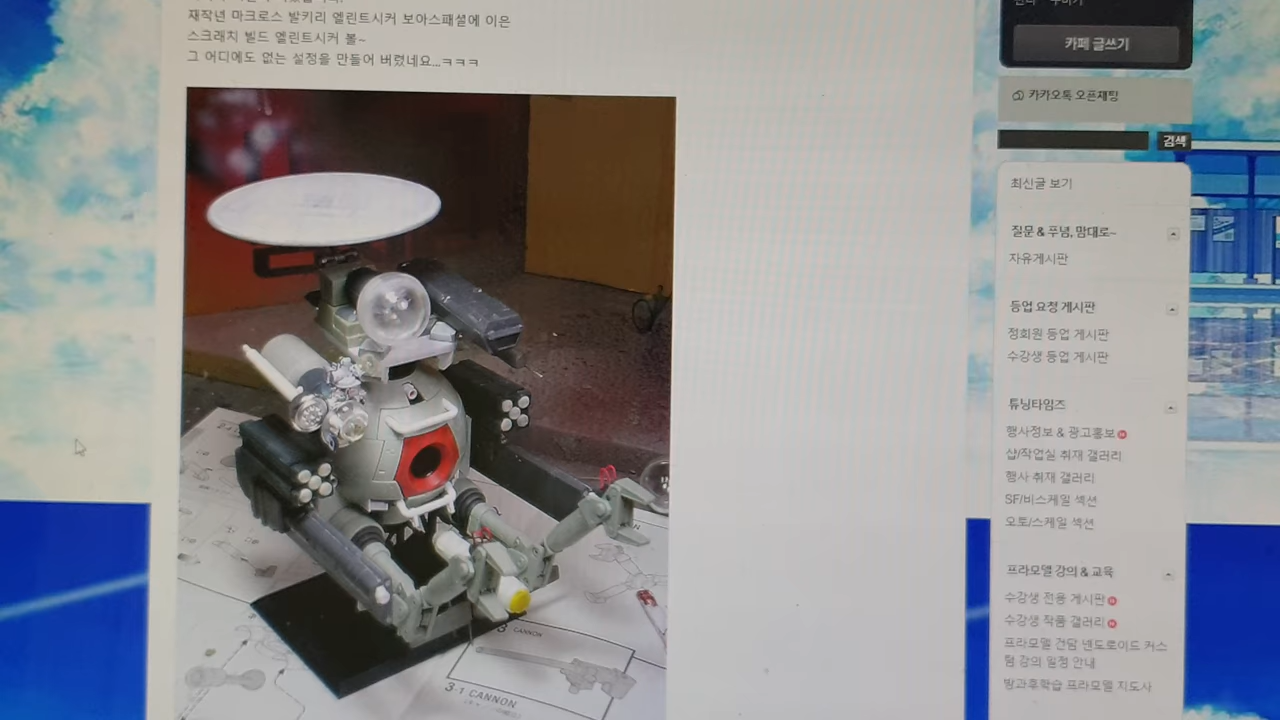 재작년 마크로스 발키리 엘린트시커 보아스패셜에 이은
스크래치 빌드 엘린트시커 볼~
그 어디에도 없는 설정을 만들어 버렸네요...ㅋㅋㅋ
3-1 CANNON
CANNON
카페 글쓰기
카카오톡 오픈채팅
검색
최신글 보기
질문 & 푸념, 맘대로~
자유게시판
등업 요청 게시판
정회원 등업 게시판
수강생 등업 게시판
튜닝타임즈
행사정보 & 광고홍보
샵/작업실 취재 갤러리
행사 취재 갤러리
SF/비스케일 섹션
오토/스케일 섹션
프라모델 강의 & 교육
수강생 전용 게시판
수강생 작품 갤러리
프라모델 건담 넨도로이드 커스
텀 강의 일정 안내
방과후학습 프라모델 지도사